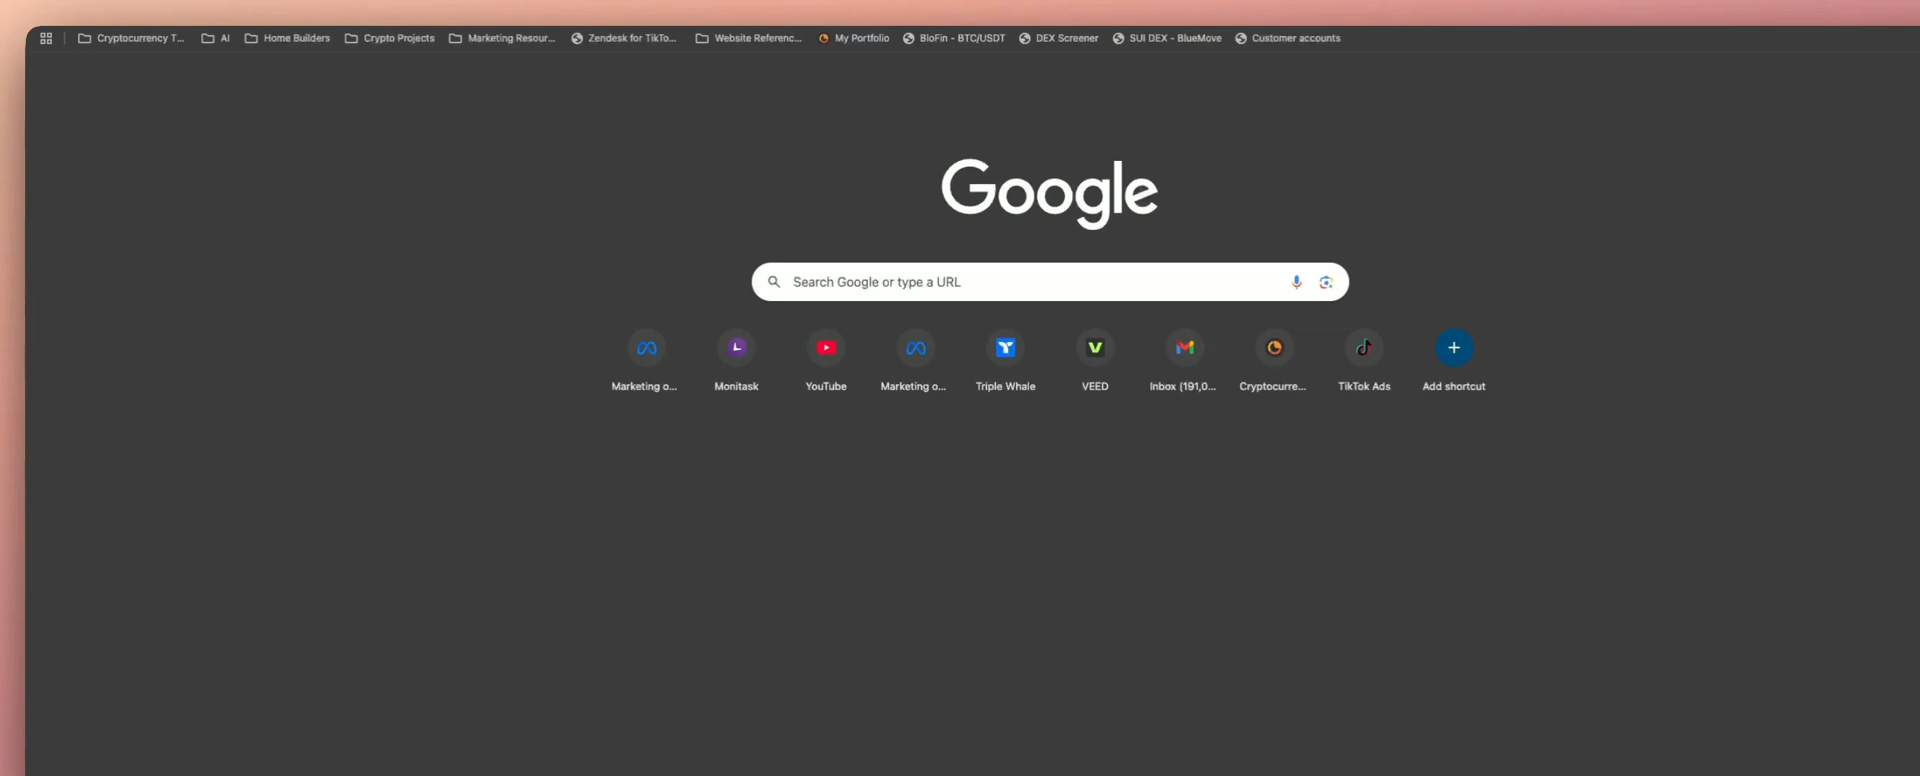 Cryptocurrency T... AI Home Builders Crypto Projects Marketing Resour... Zendesk for TikTo... Website Referenc... My Portfolio BloFin - BTC/USDT DEX Screener SUI DEX - BlueMove Customer accounts
Google
Search Google or type a URL
Marketing o... Monitask YouTube Marketing o... Triple Whale VEED Inbox (191,0... Cryptocurre... TikTok Ads Add shortcut